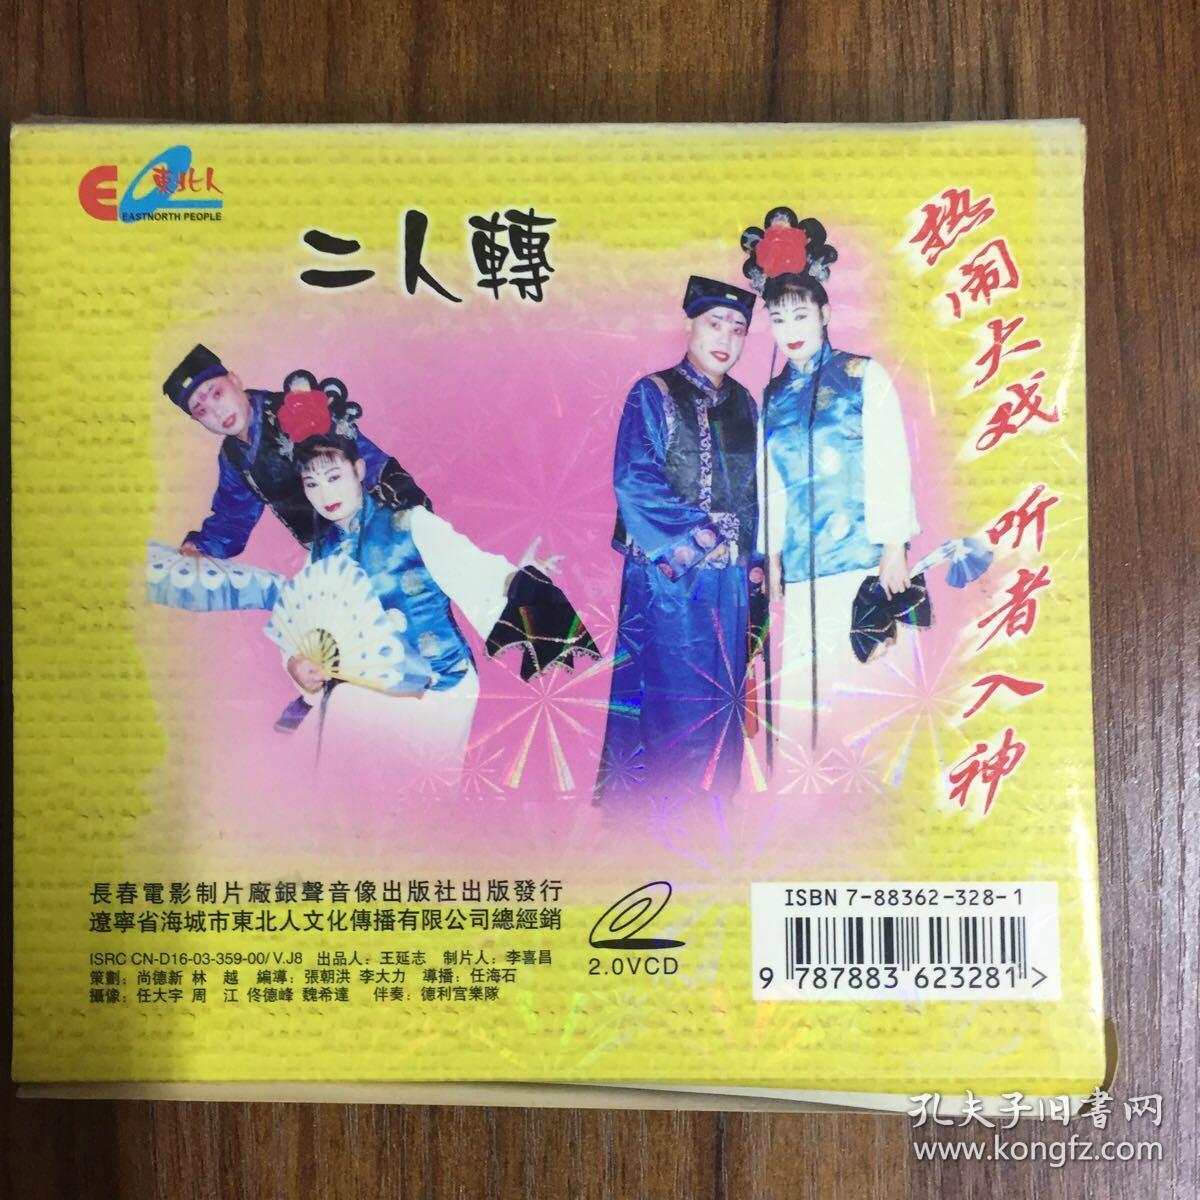 E 東北人
EASTNORTH PEOPLE
二人轉
热闹大戏 听者入神
長春電影制片廠銀聲音像出版社出版發行
遼寧省海城市東北人文化傳播有限公司總經銷
ISRC CN-D16-03-359-00/V.J8 出品人：王延志 制片人：李喜昌
策劃：尚德新 林 越 編導：張朝洪 李大力 導播：任海石
攝像：任大宇 周 江 佟德峰 魏希達 伴奏：德利宫樂隊
2.0VCD
ISBN 7-88362-328-1
9 787883 623281 >
孔夫子旧書网
www.kongfz.com